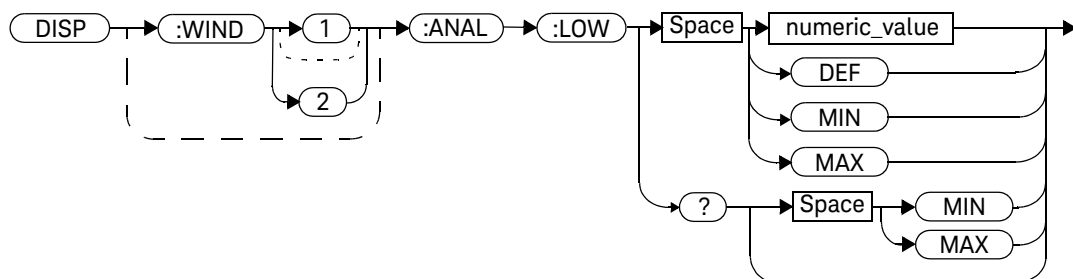 DISP :WIND 1 :ANAL :LOW Space numeric_value
2 DEF
MIN
MAX
? Space MIN
MAX